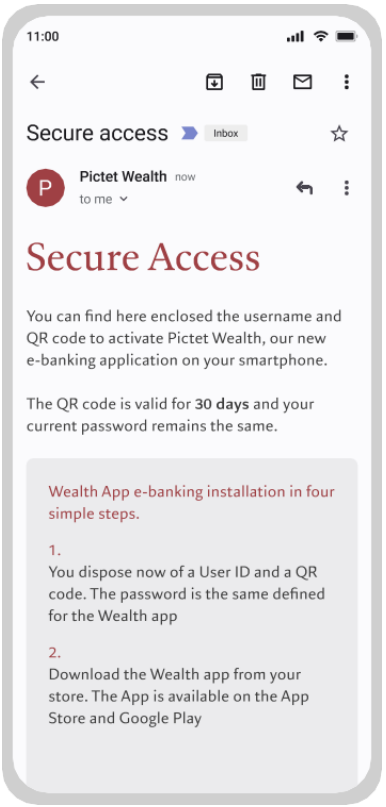 11:00
Secure access
Inbox
P
Pictet Wealth now
to me
Secure Access
You can find here enclosed the username and
QR code to activate Pictet Wealth, our new
e-banking application on your smartphone.
The QR code is valid for 30 days and your
current password remains the same.
Wealth App e-banking installation in four
simple steps.
1.
You dispose now of a User ID and a QR
code. The password is the same defined
for the Wealth app
2.
Download the Wealth app from your
store. The App is available on the App
Store and Google Play